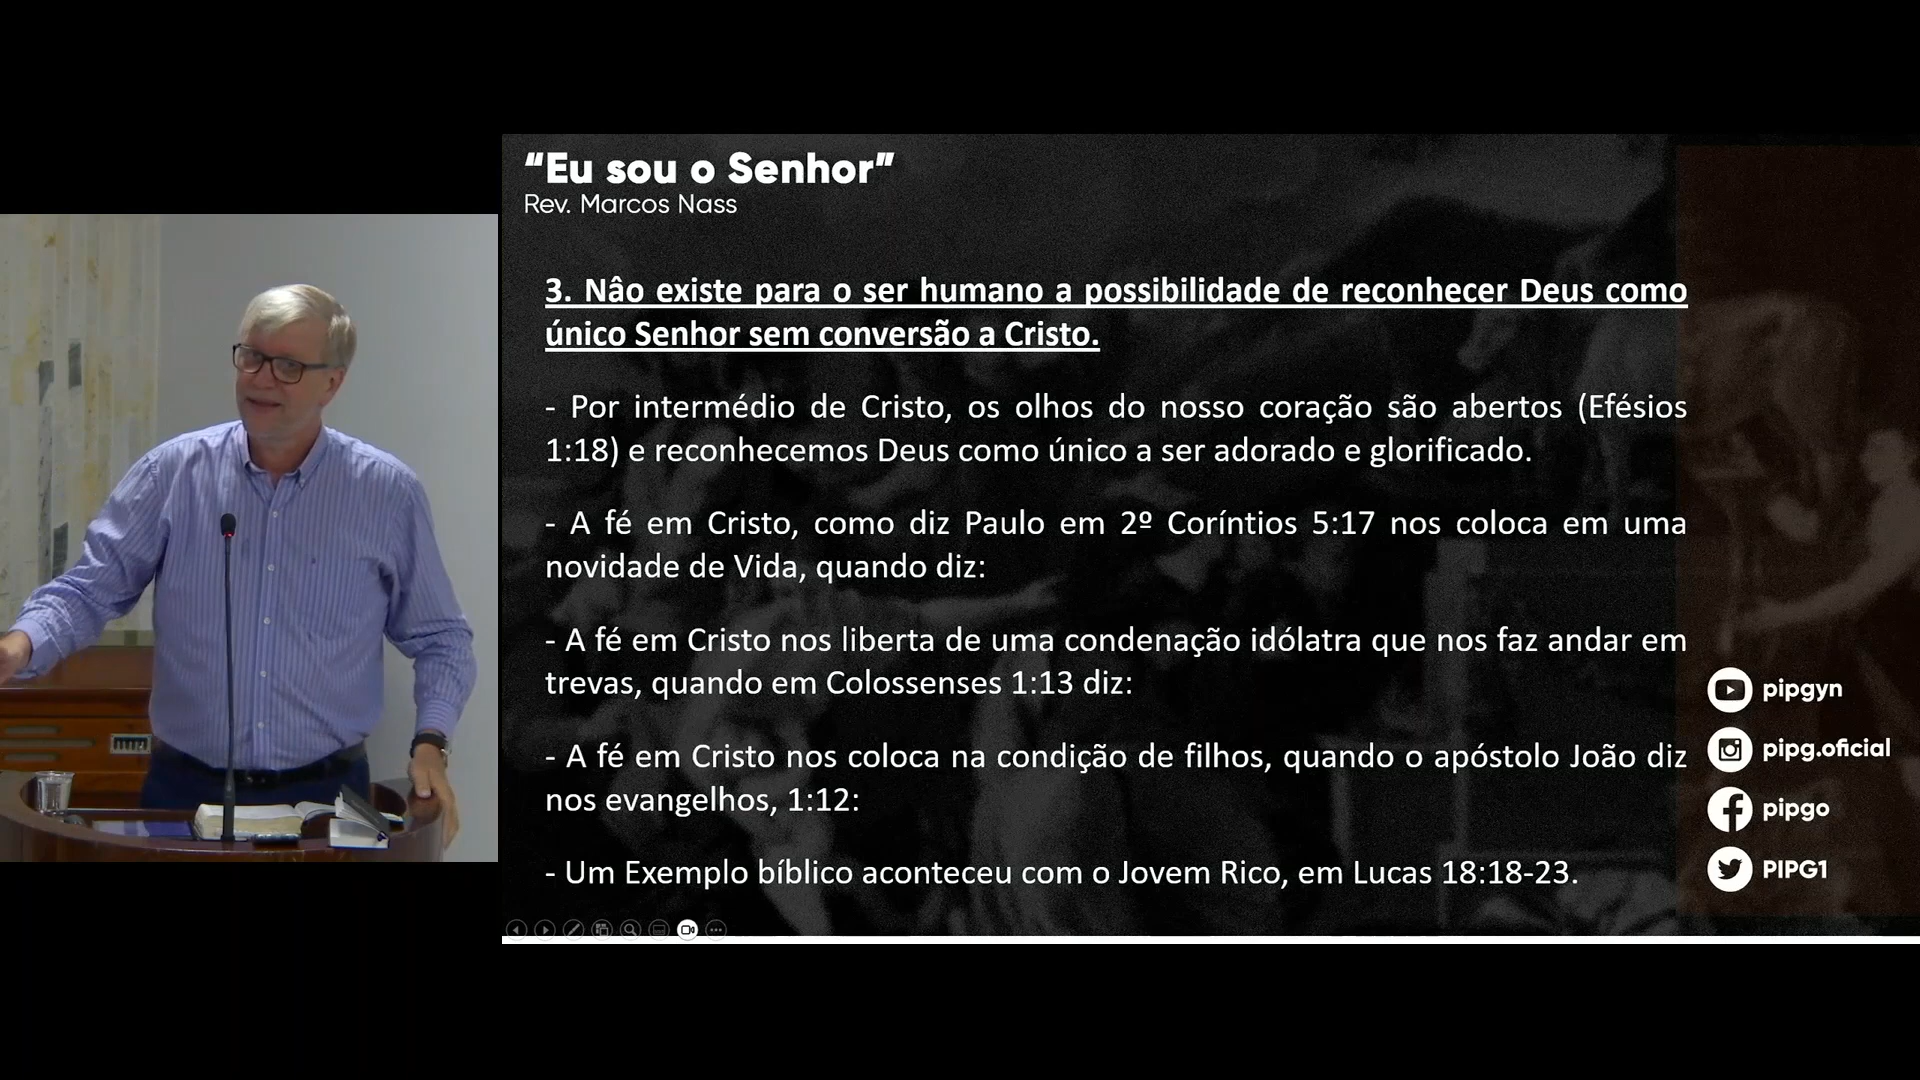 “Eu sou o Senhor”
Rev. Marcos Nass
3. Nâo existe para o ser humano a possibilidade de reconhecer Deus como
único Senhor sem conversão a Cristo.
- Por intermédio de Cristo, os olhos do nosso coração são abertos (Efésios
1:18) e reconhecemos Deus como único a ser adorado e glorificado.
- A fé em Cristo, como diz Paulo em 2º Coríntios 5:17 nos coloca em uma
novidade de Vida, quando diz:
- A fé em Cristo nos liberta de uma condenação idólatra que nos faz andar em
trevas, quando em Colossenses 1:13 diz:
- A fé em Cristo nos coloca na condição de filhos, quando o apóstolo João diz
nos evangelhos, 1:12:
- Um Exemplo bíblico aconteceu com o Jovem Rico, em Lucas 18:18-23.
pipgyn
pipg.oficial
pipgo
PIPG1